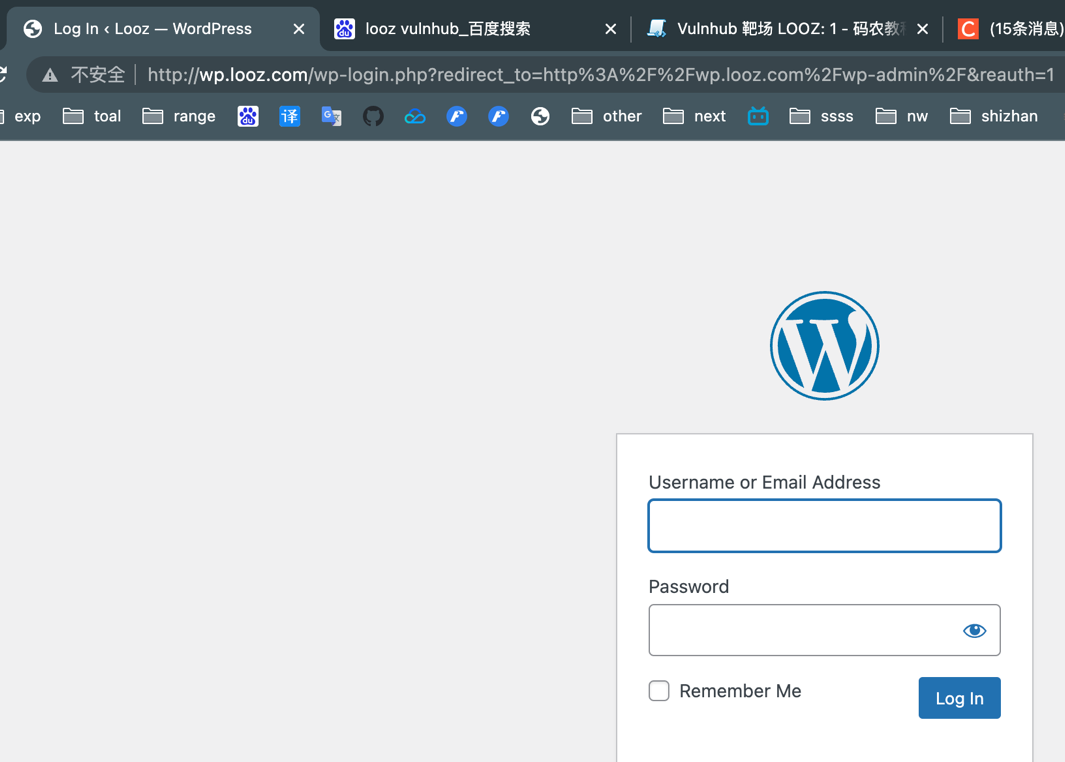 Log In ‹ Looz — WordPress
looz vulnhub_百度搜索
Vulnhub 靶场 LOOZ: 1 - 码农教
(15条消息)
不安全 http://wp.looz.com/wp-login.php?redirect_to=http%3A%2F%2Fwp.looz.com%2Fwp-admin%2F&reauth=1
exp toal range du 译 G other next ssss nw shizhan
W
Username or Email Address
Password
Remember Me
Log In